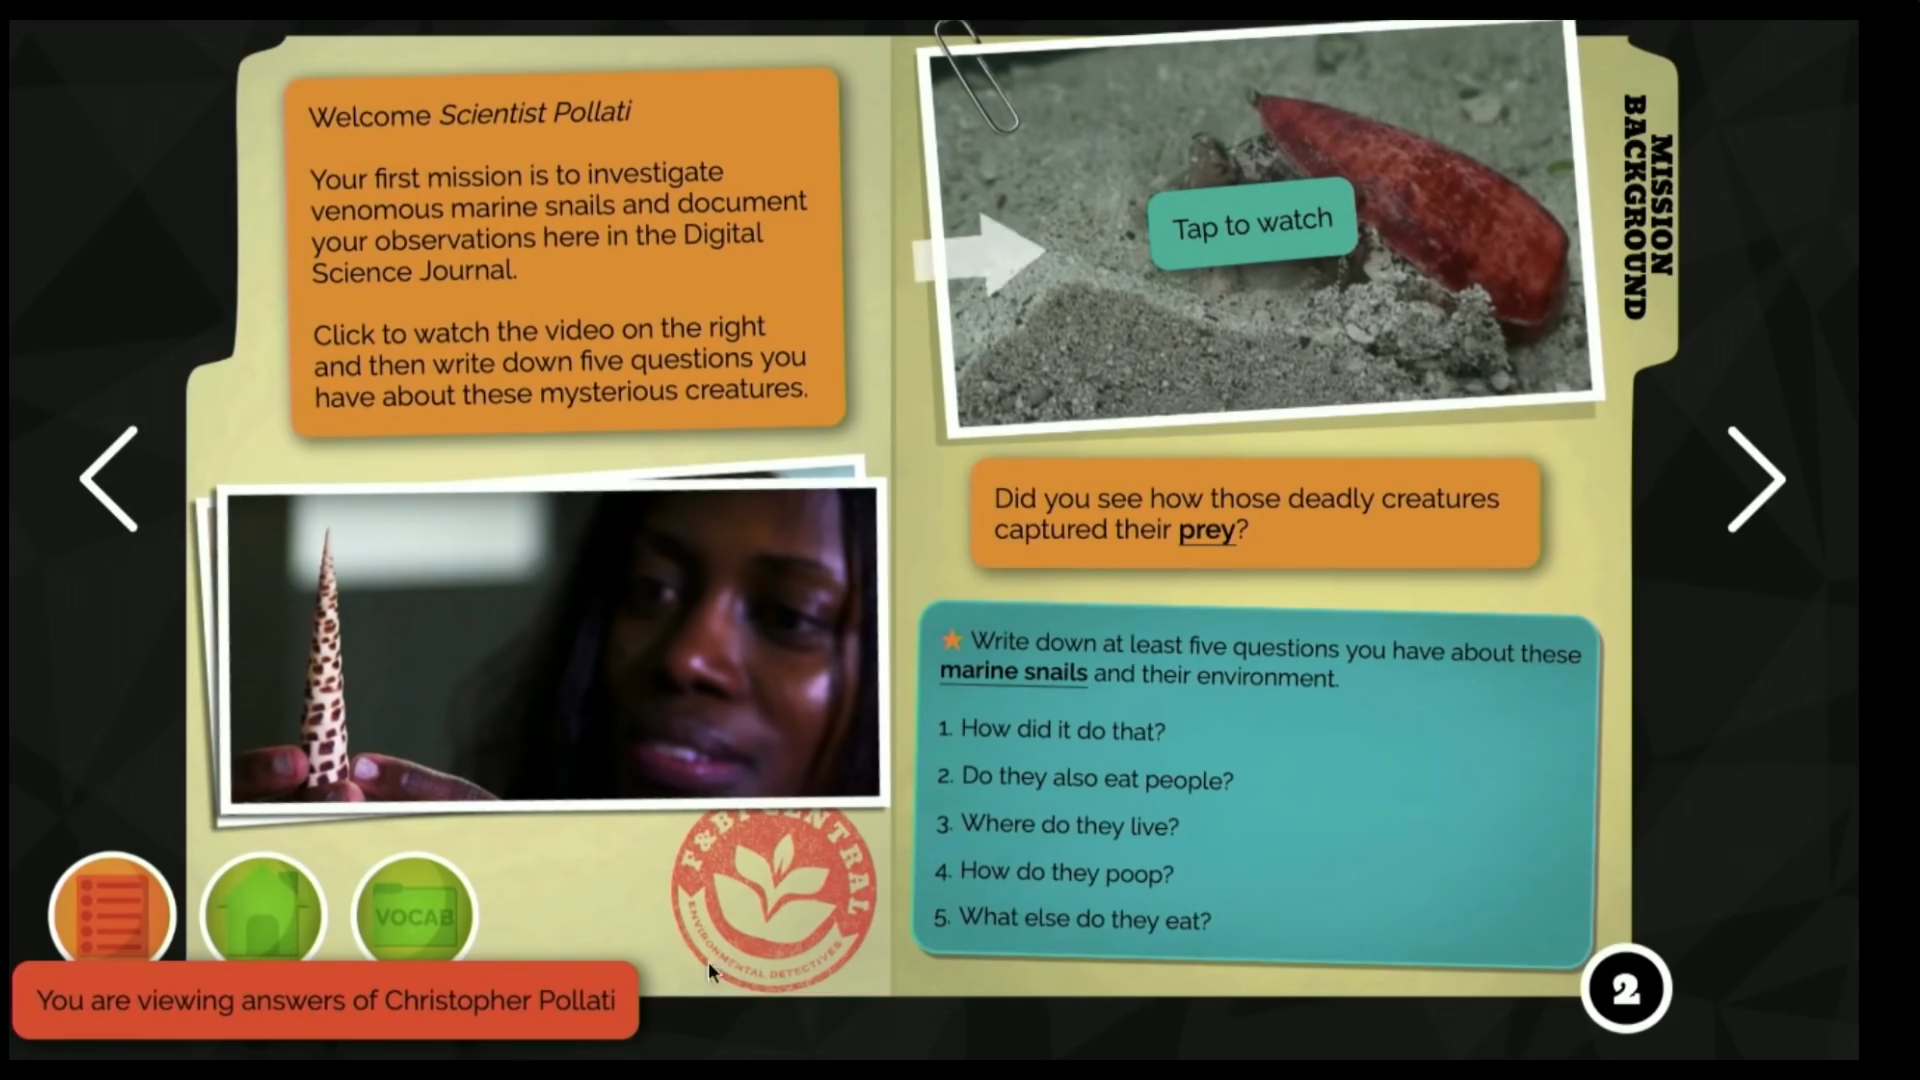 Welcome Scientist Pollati
Your first mission is to investigate
venomous marine snails and document
your observations here in the Digital
Science Journal.
Click to watch the video on the right
and then write down five questions you
have about these mysterious creatures.
Tap to watch
MISSION
BACKGROUND
Did you see how those deadly creatures
captured their prey?
★ Write down at least five questions you have about these
marine snails and their environment.
1. How did it do that?
2. Do they also eat people?
3. Where do they live?
4. How do they poop?
5. What else do they eat?
VOCAB
CENTRAL
ENVIRONMENTAL DETECTIVES
You are viewing answers of Christopher Pollati
2